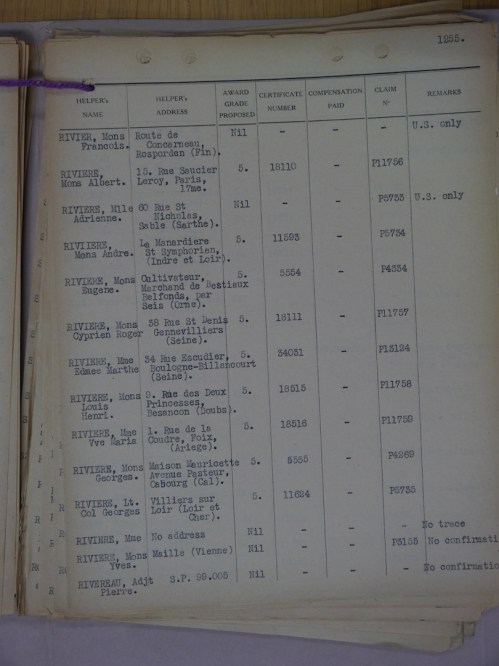 1255.
HELPER's NAME HELPER's ADDRESS AWARD GRADE PROPOSED CERTIFICATE NUMBER COMPENSATION PAID CLAIM Nº REMARKS
RIVIER, Mons Route de Nil - - - U.S. only
Francois. Concarneau,
Rosporden (Fin).
RIVIERE, 15. Rue Saucier 5. 18110 - P11756
Mons Albert. Leroy, Paris,
17me.
RIVIERE, Mlle 60 Rue St Nil - - P5733 U.S. only
Adrienne. Nicholas,
Sable (Sarthe).
RIVIERE, La Manardiere 5. 11593 - P5734
Mons Andre. St Symphorien,
(Indre et Loir).
RIVIERE, Mons Cultivateur, 5. 5554 - P4334
Eugene. Marchand de Bestiaux
Belfonds, par
Seis (Orne).
RIVIERE, Mons 38 Rue St Denis 5. 18111 - P11757
Cyprien Roger Gennevilliers
(Seine).
RIVIERE, Mme 34 Rue Escudier, 5. 34031 - P13124
Edmee Marthe Boulogne-Billancourt
(Seine).
RIVIERE, Mons 9. Rue des Doux 5. 18515 - P11758
Louis Princesses,
Henri. Besancon (Doubs).
RIVIERE, Mme 1. Rue de la 5. 18516 - P11759
Vve Maria Coudre, Foix,
(Ariege).
RIVIERE, Mons Maison Mauricette 5. 5555 - P4269
Georges. Avenue Pasteur,
Cabourg (Cal).
RIVIERE, Lt. Villiers sur 5. 11624 - P5735
Col Georges Loir (Loir et
Cher).
RIVIERE, Mme No address Nil - - - No trace
RIVIERE, Mons Maille (Vienne) Nil - - P5155 No confirmatio
Yves.
RIVEREAU, Adjt S.P. 99.005 Nil - - - No confirmatio
Pierre.